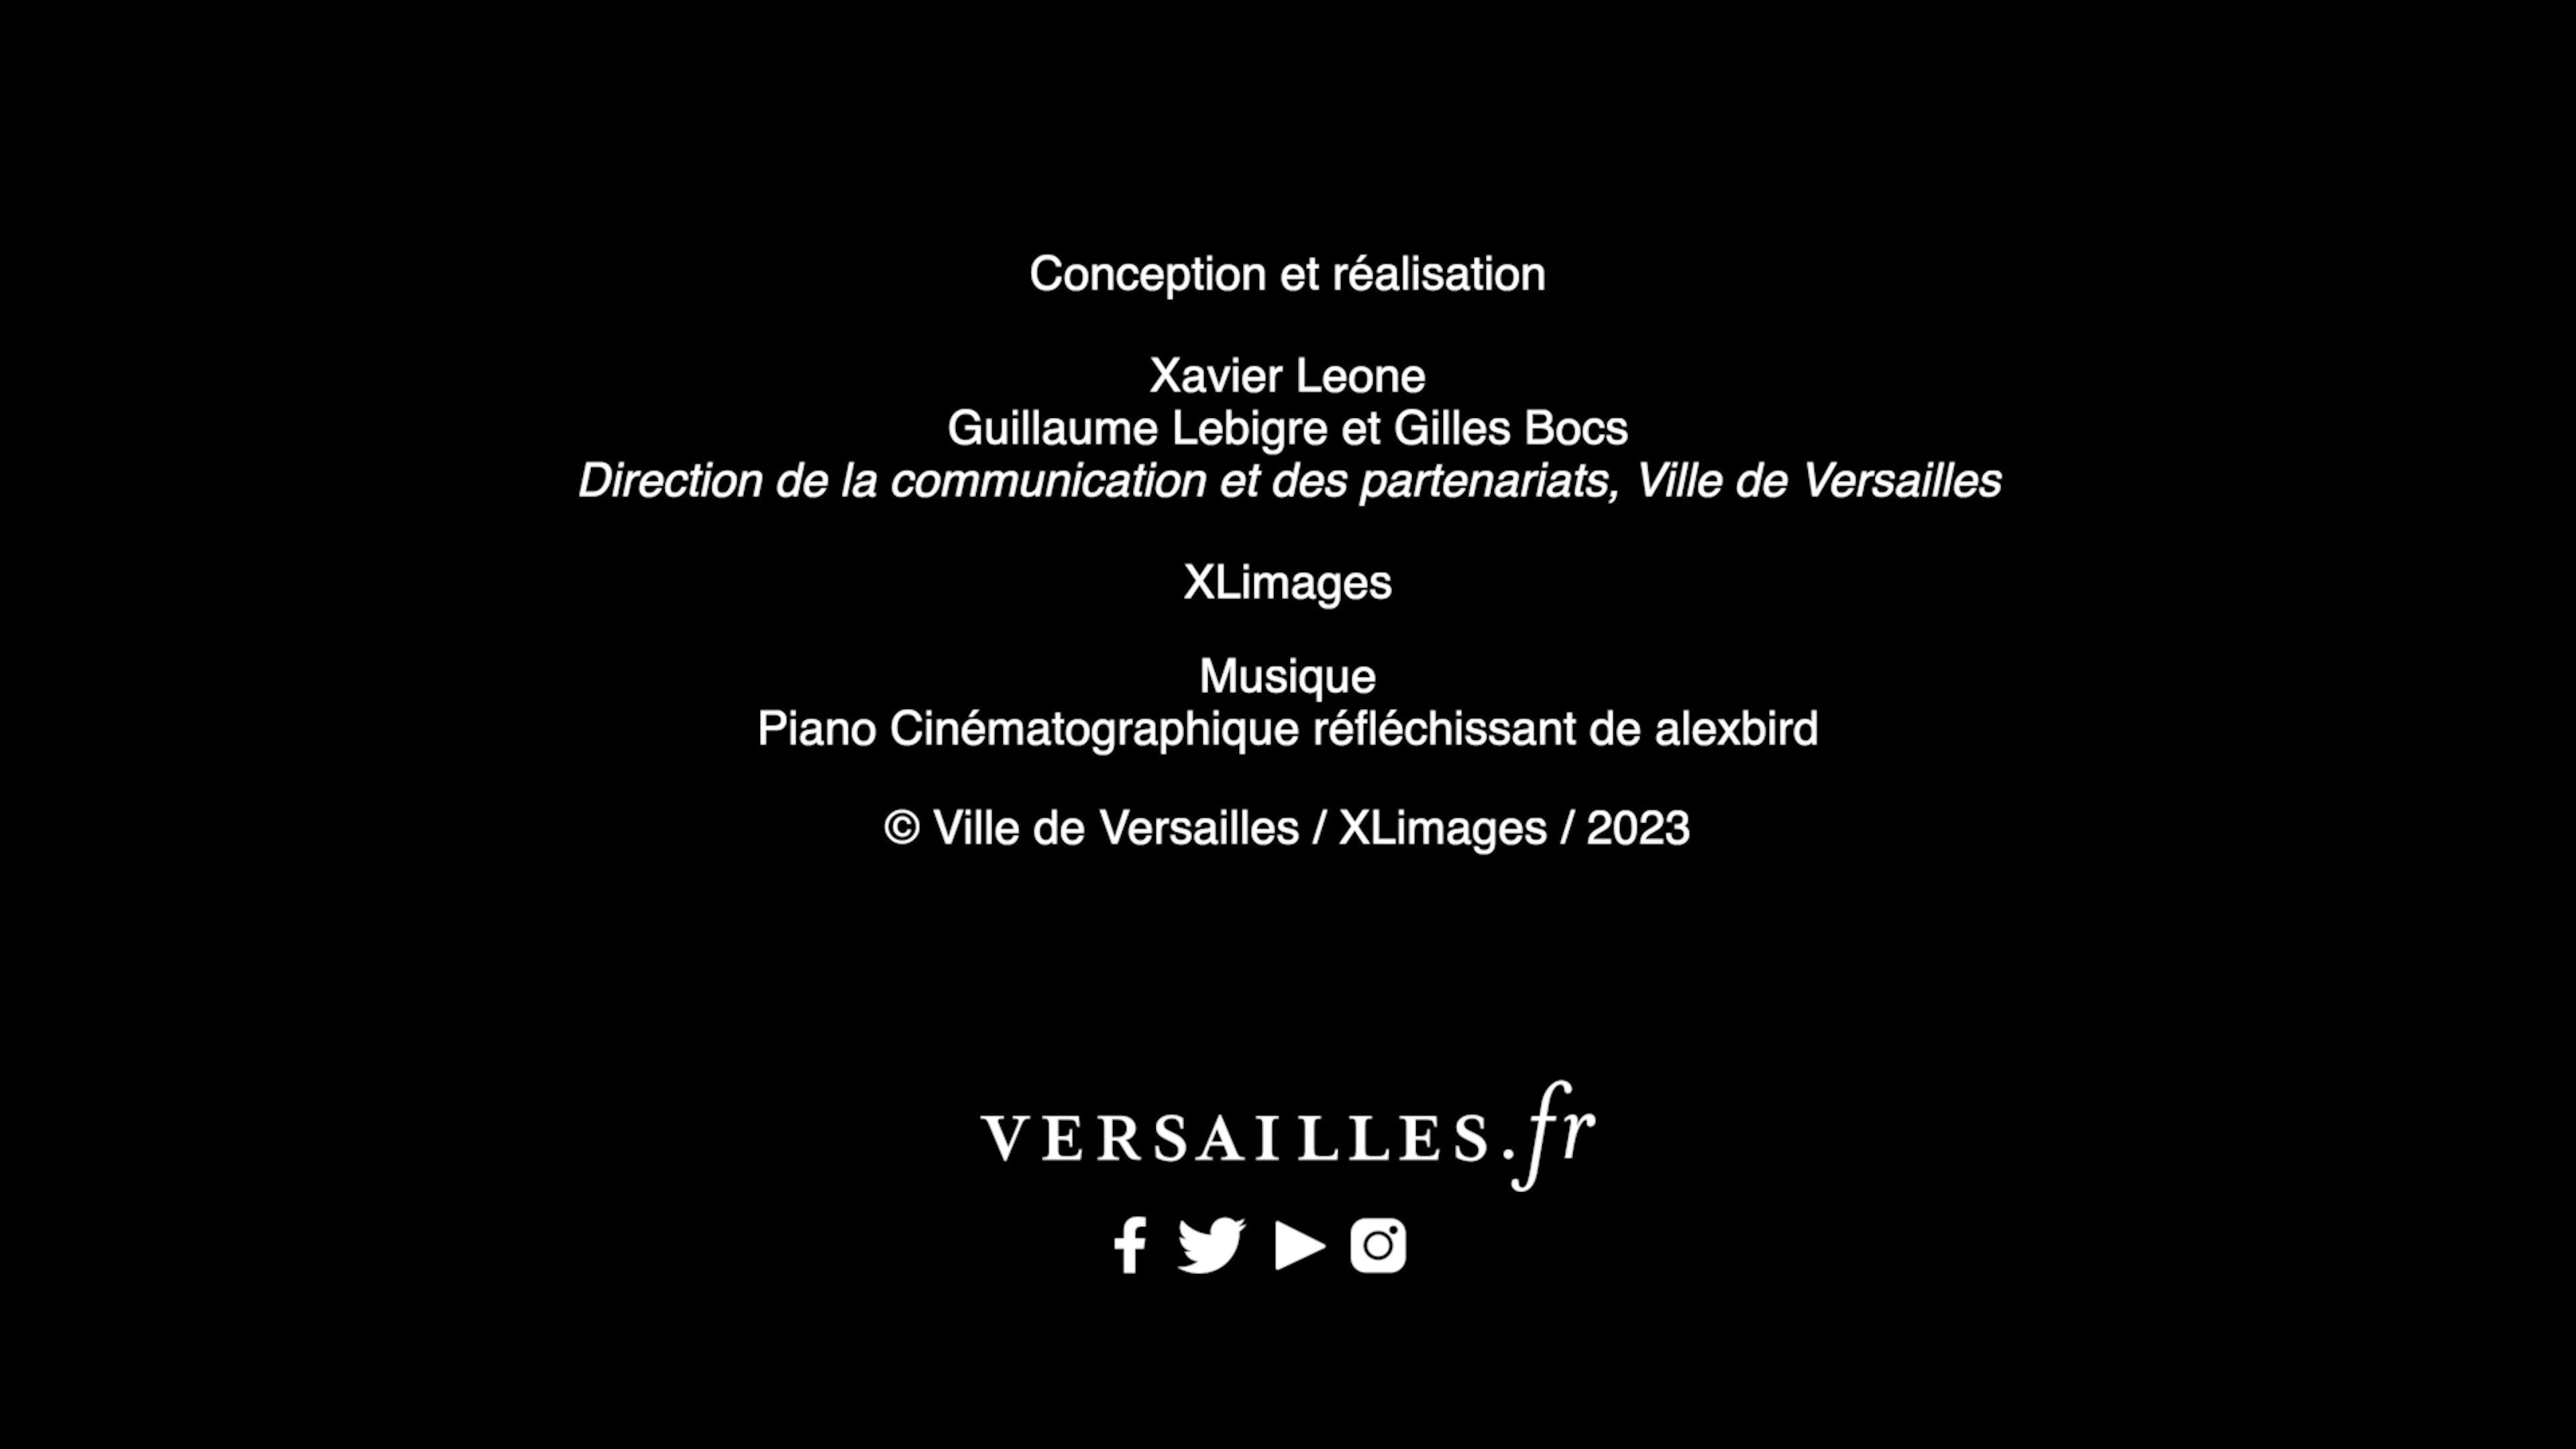 Conception et réalisation
Xavier Leone
Guillaume Lebigre et Gilles Bocs
Direction de la communication et des partenariats, Ville de Versailles
XLimages
Musique
Piano Cinématographique réfléchissant de alexbird
© Ville de Versailles / XLimages / 2023
VERSAILLES.fr